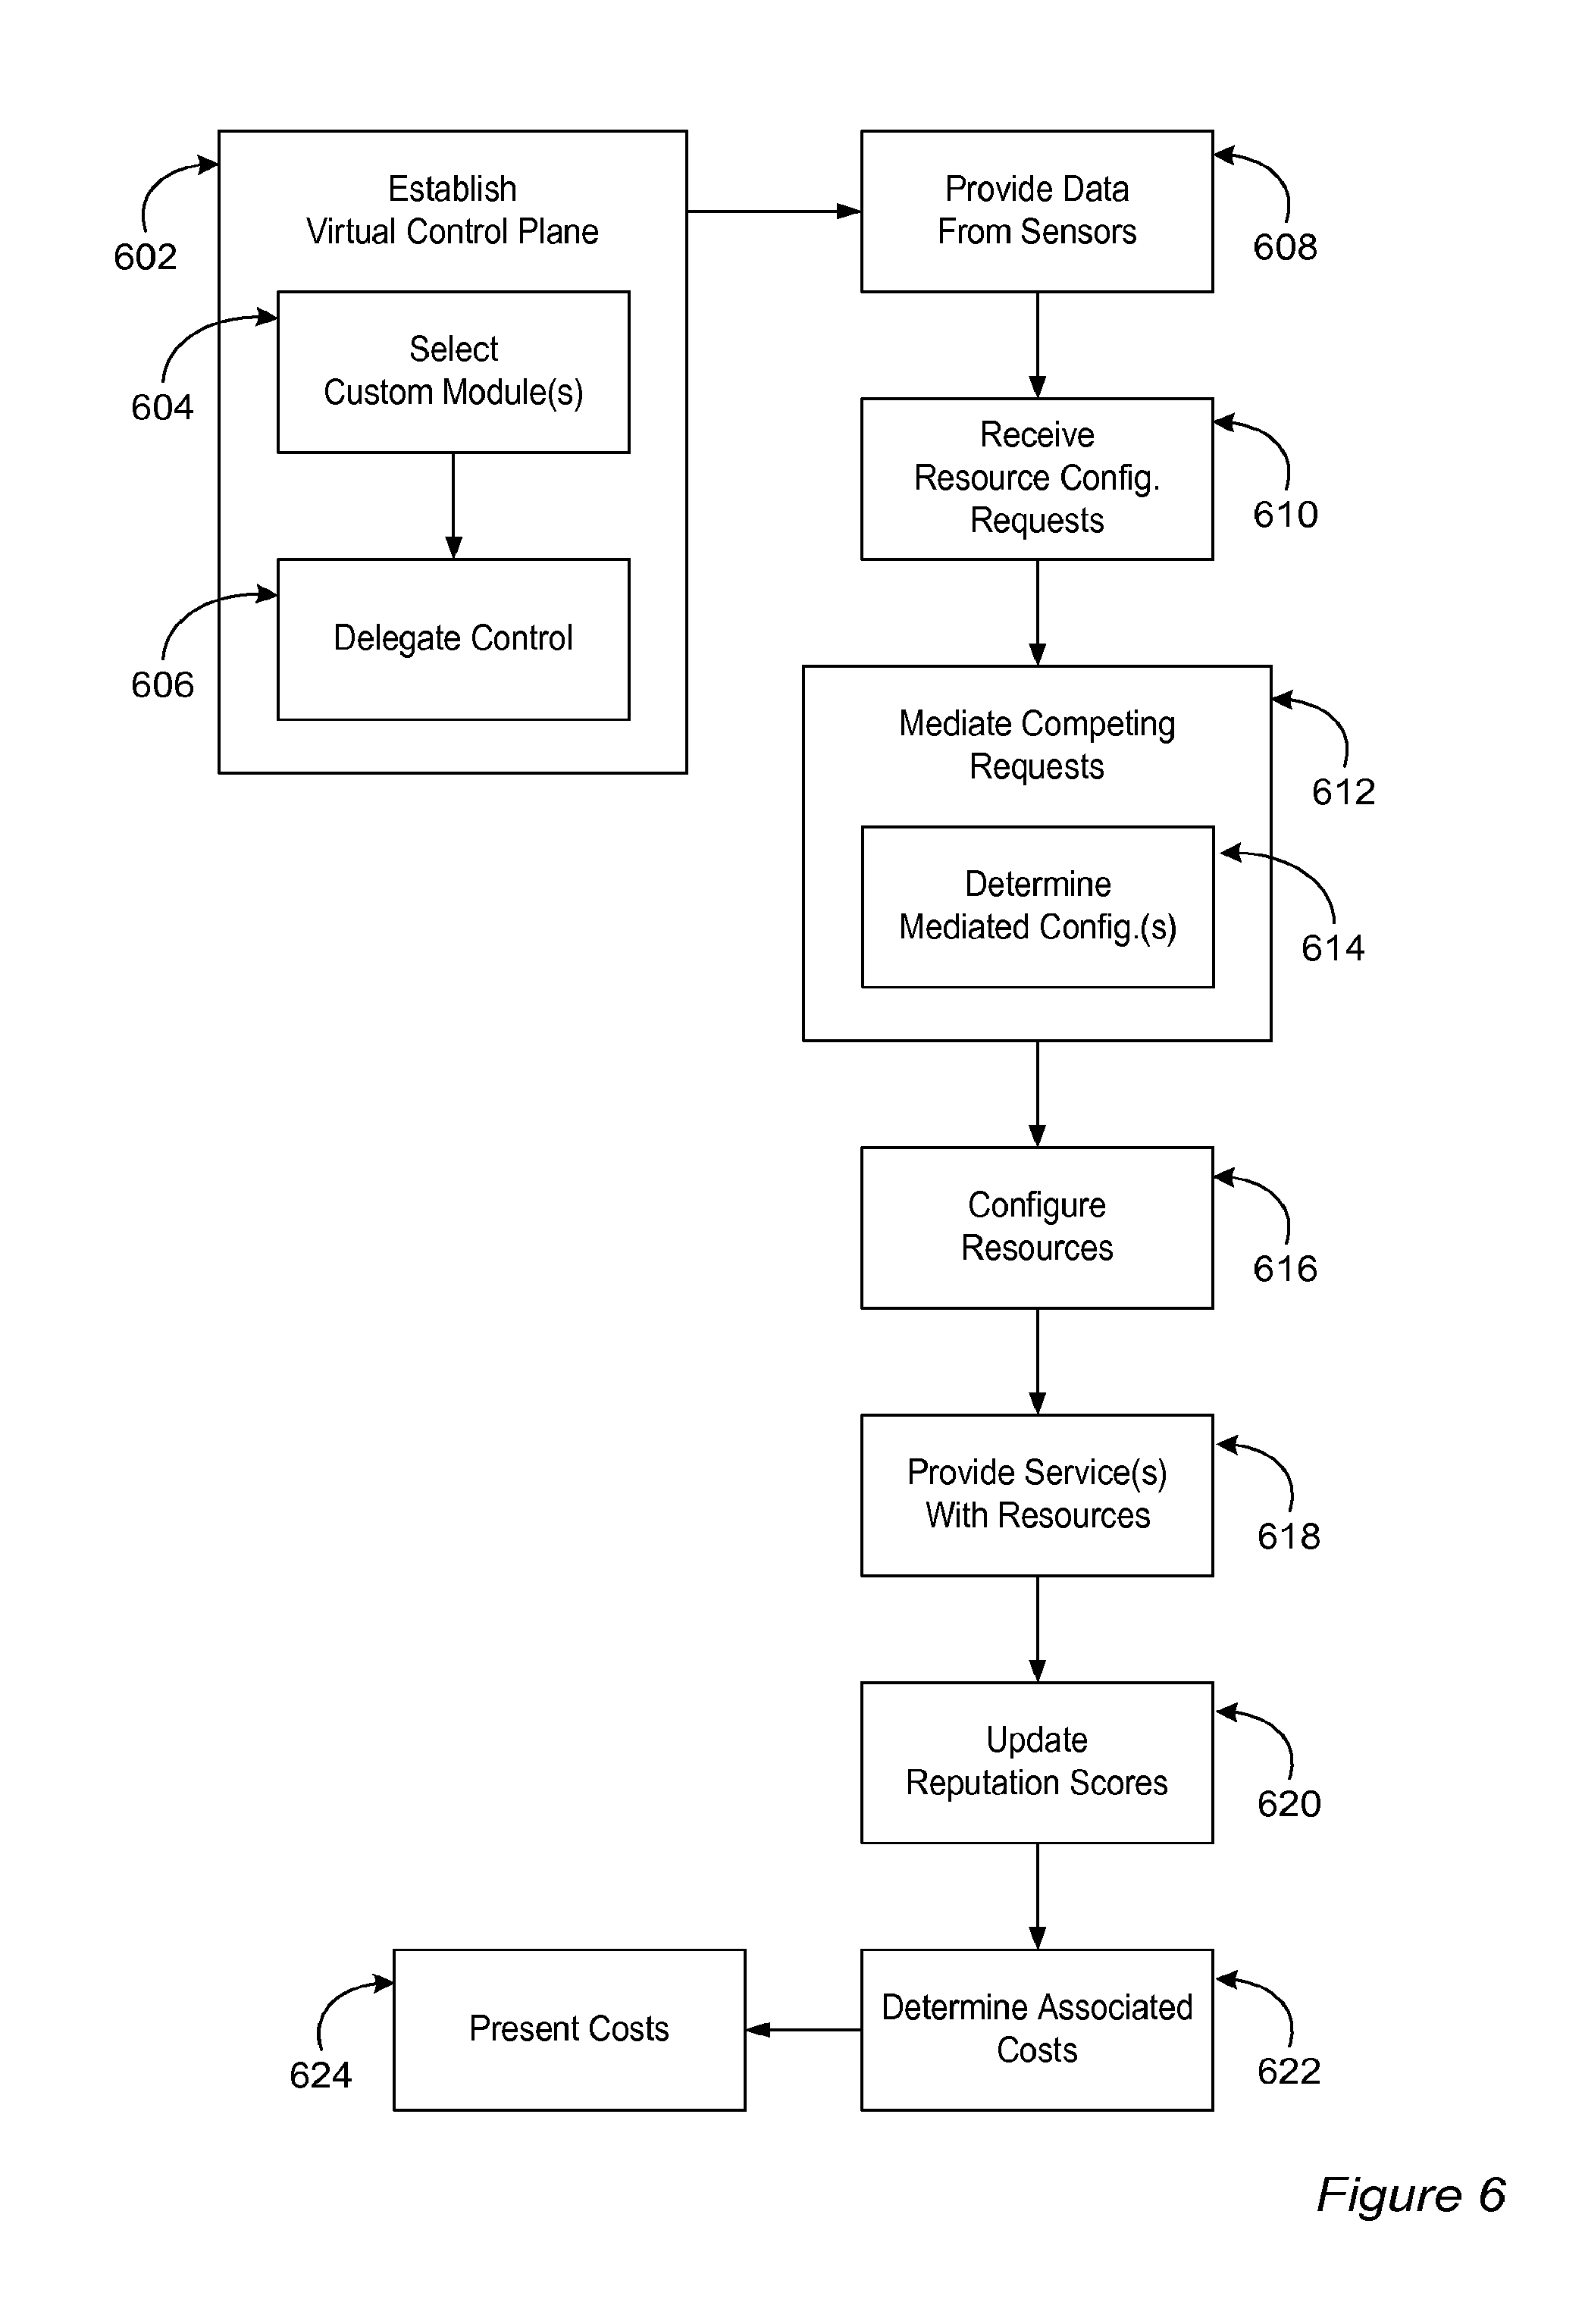 Establish
Virtual Control Plane
602
Select
Custom Module(s)
604
Delegate Control
606
Provide Data
From Sensors
608
Receive
Resource Config.
Requests
610
Mediate Competing
Requests
612
Determine
Mediated Config.(s)
614
Configure
Resources
616
Provide Service(s)
With Resources
618
Update
Reputation Scores
620
Determine Associated
Costs
622
Present Costs
624
Figure 6